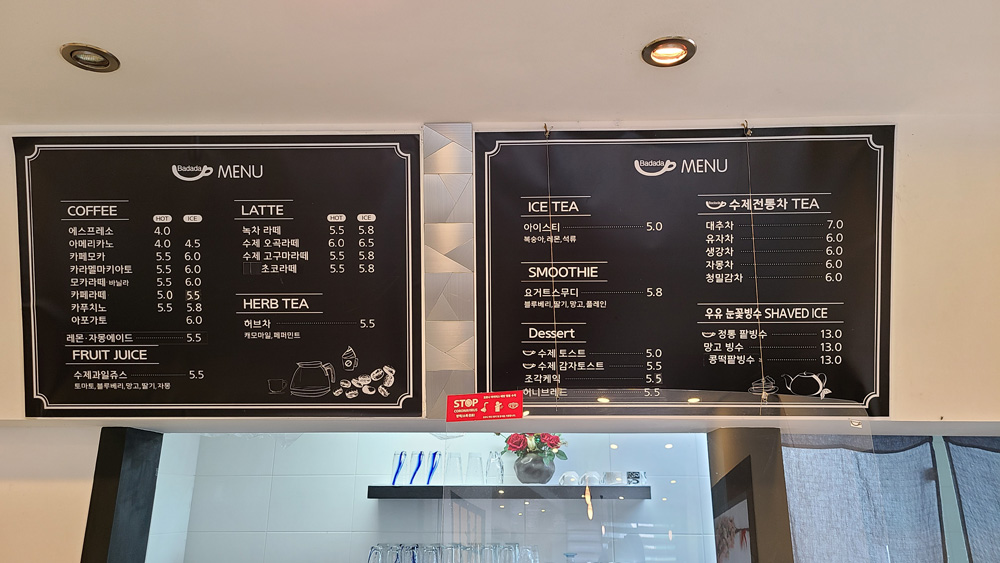 Badada MENU
COFFEE
HOT ICE
에스프레소 4.0
아메리카노 4.0 4.5
카페모카 5.5 6.0
카라멜마키아토 5.5 6.0
모카라떼 바닐라 5.5 6.0
카페라떼 5.0 5.5
카푸치노 5.5 5.8
아포가토 6.0
레몬·자몽에이드 5.5
FRUIT JUICE
수제과일쥬스 5.5
토마토,블루베리,망고,딸기,자몽
LATTE
HOT ICE
녹차 라떼 5.5 5.8
수제 오곡라떼 6.0 6.5
수제 고구마라떼 5.5 5.8
초코라떼 5.5 5.8
HERB TEA
허브차 5.5
카모마일, 페퍼민트
Badada MENU
ICE TEA
아이스티 5.0
복숭아, 레몬, 석류
SMOOTHIE
요거트스무디 5.8
블루베리,딸기,망고,플레인
Dessert
수제 토스트 5.0
수제 감자토스트 5.5
조각케익 5.5
허니브레드 5.5
수제전통차 TEA
대추차 7.0
유자차 6.0
생강차 6.0
자몽차 6.0
청밀감차 6.0
우유 눈꽃빙수 SHAVED ICE
정통 팥빙수 13.0
망고 빙수 13.0
콩떡팥빙수 13.0
STOP
CORONAVIRUS